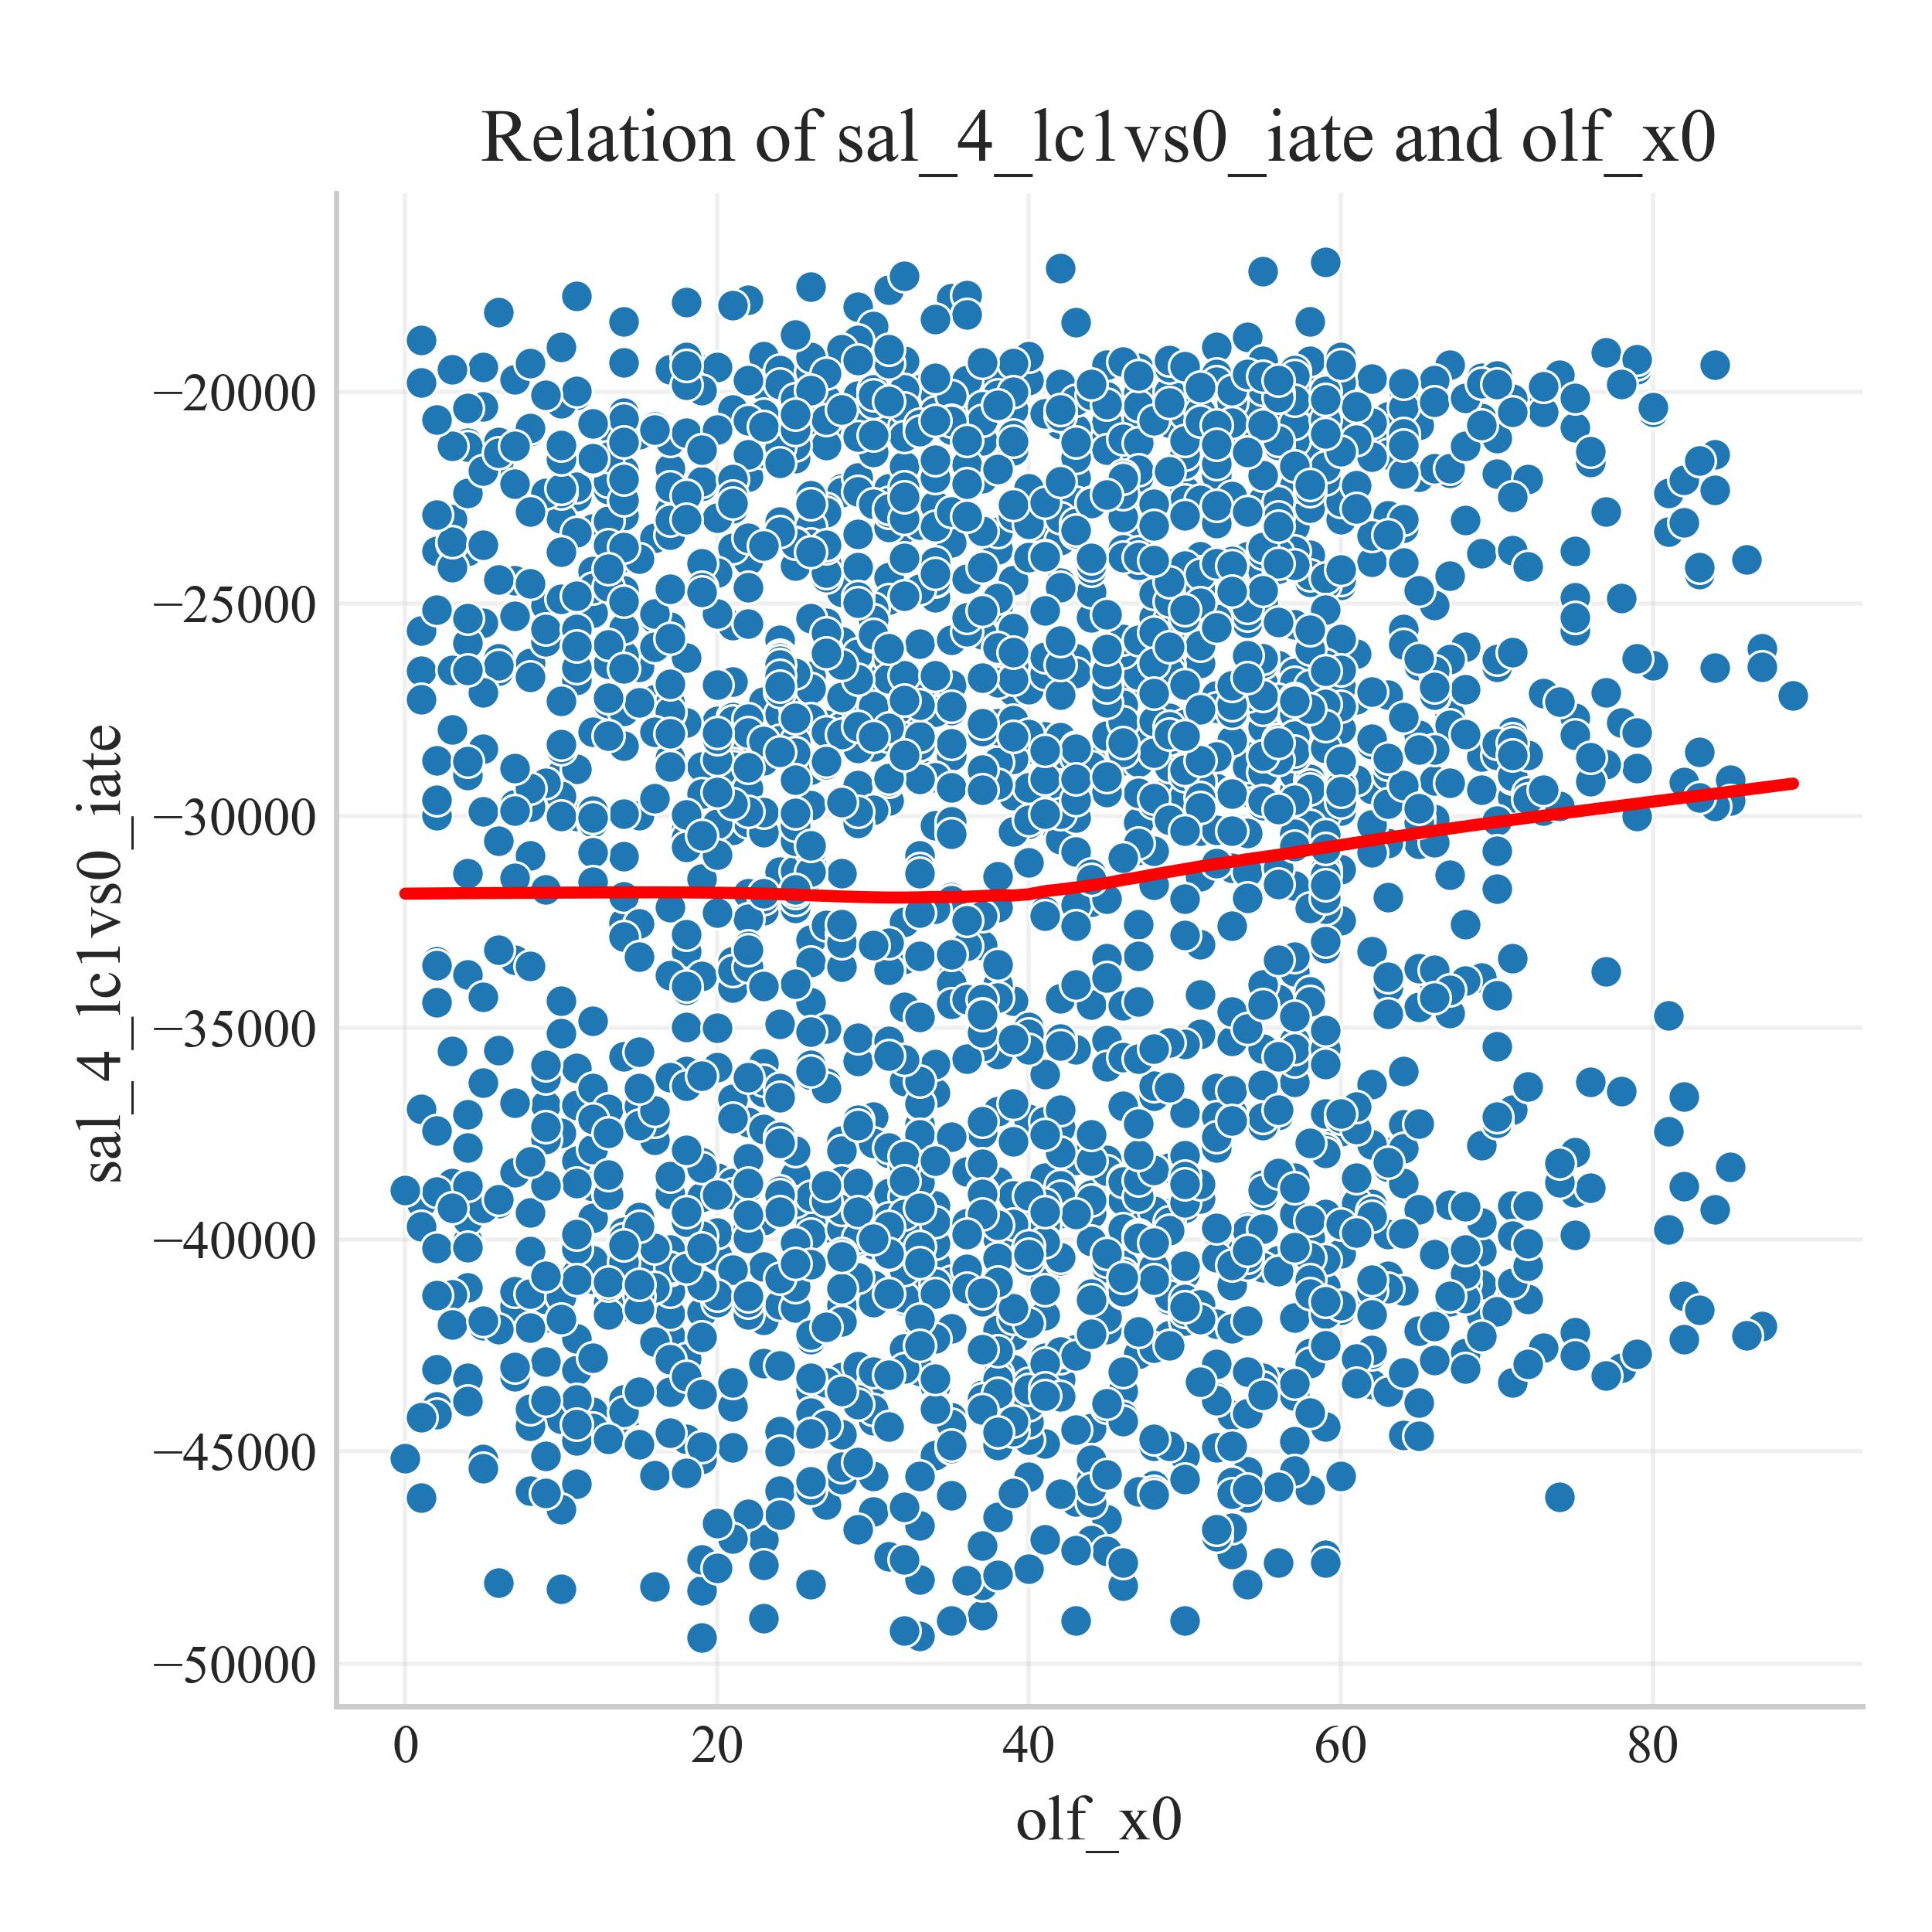 Relation of sal_4_lc1vs0_iate and olf_x0
sal_4_lc1vs0_iate
−20000
−25000
−30000
−35000
−40000
−45000
−50000
0 20 40 60 80
olf_x0